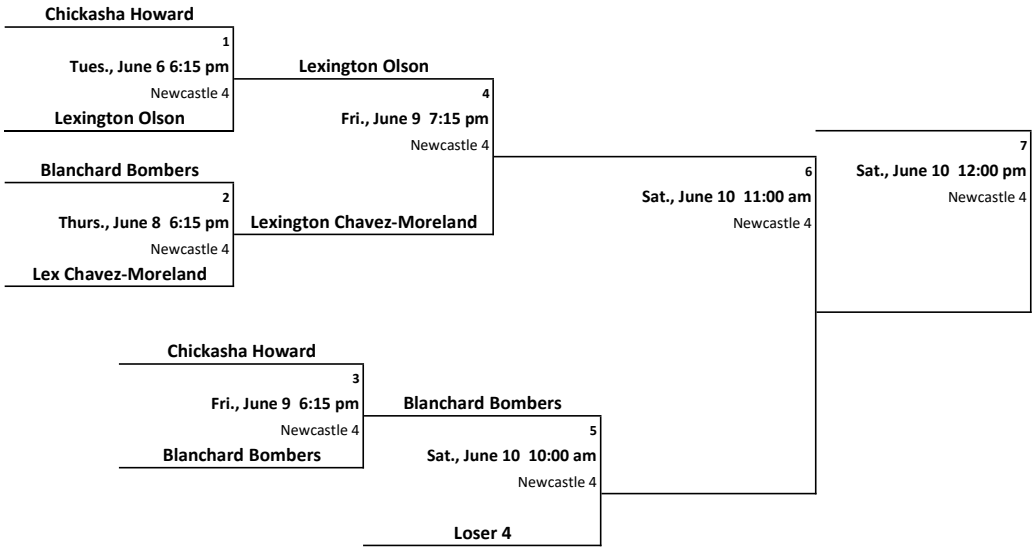 Chickasha Howard
1
Tues., June 6 6:15 pm
Newcastle 4
Lexington Olson
Blanchard Bombers
2
Thurs., June 8 6:15 pm
Newcastle 4
Lex Chavez-Moreland
Lexington Olson
4
Fri., June 9 7:15 pm
Newcastle 4
Lexington Chavez-Moreland
Chickasha Howard
3
Fri., June 9 6:15 pm
Newcastle 4
Blanchard Bombers
Blanchard Bombers
5
Sat., June 10 10:00 am
Newcastle 4
Loser 4
6
Sat., June 10 11:00 am
Newcastle 4
7
Sat., June 10 12:00 pm
Newcastle 4